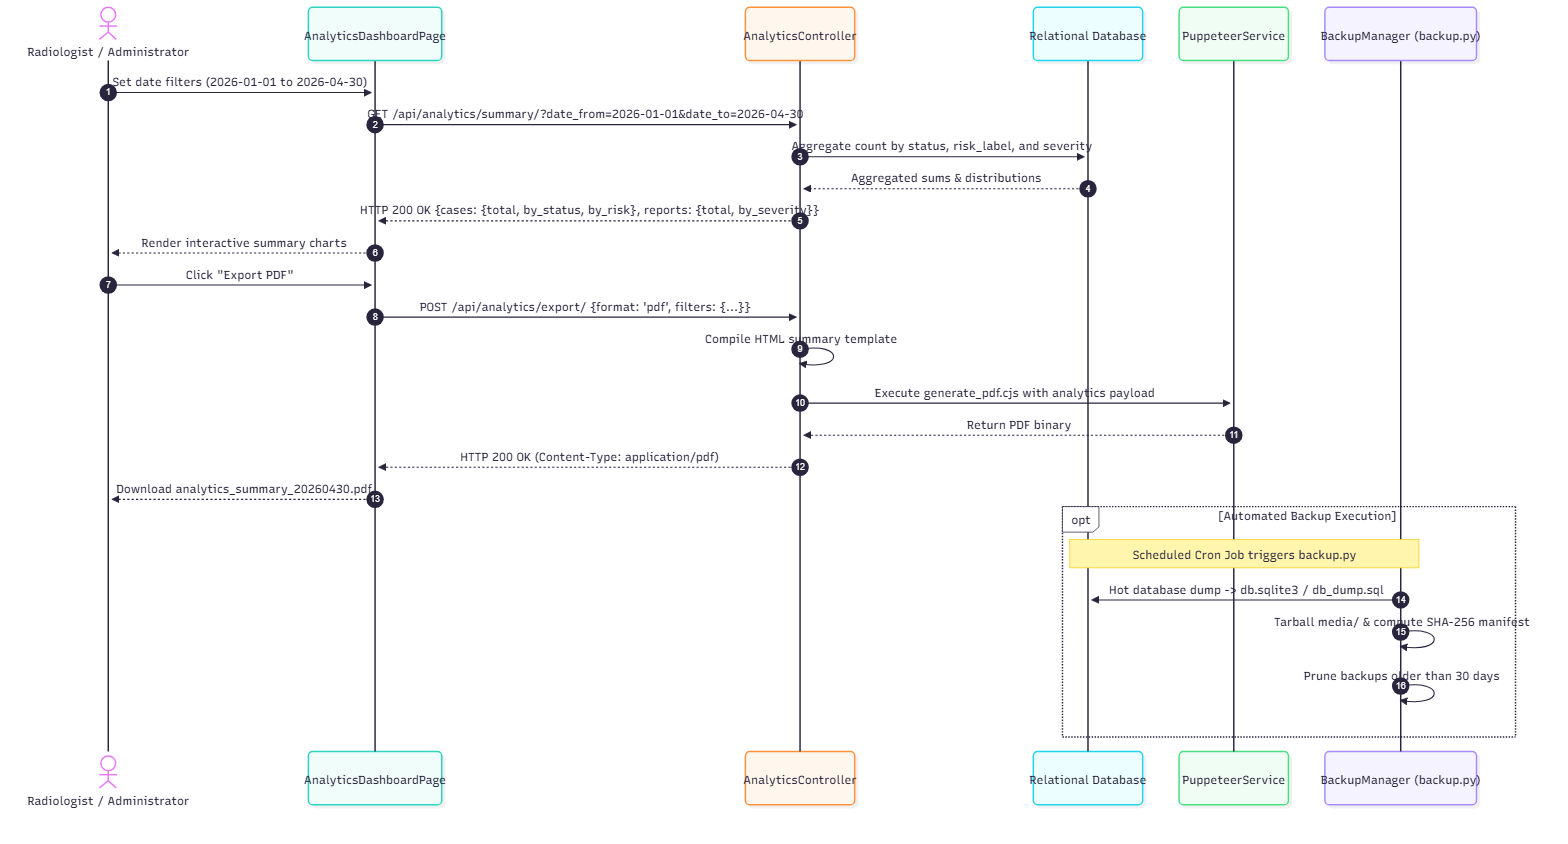 Radiologist / Administrator
AnalyticsDashboardPage
AnalyticsController
Relational Database
PuppeteerService
BackupManager (backup.py)
1
Set date filters (2026-01-01 to 2026-04-30)
2
GET /api/analytics/summary/?date_from=2026-01-01&date_to=2026-04-30
3
Aggregate count by status, risk_label, and severity
4
Aggregated sums & distributions
5
HTTP 200 OK {cases: {total, by_status, by_risk}, reports: {total, by_severity}}
6
Render interactive summary charts
7
Click "Export PDF"
8
POST /api/analytics/export/ {format: 'pdf', filters: {...}}
9
Compile HTML summary template
10
Execute generate_pdf.cjs with analytics payload
11
Return PDF binary
12
HTTP 200 OK (Content-Type: application/pdf)
13
Download analytics_summary_20260430.pdf
opt
[Automated Backup Execution]
Scheduled Cron Job triggers backup.py
14
Hot database dump -> db.sqlite3 / db_dump.sql
15
Tarball media/ & compute SHA-256 manifest
16
Prune backups older than 30 days
Radiologist / Administrator
AnalyticsDashboardPage
AnalyticsController
Relational Database
PuppeteerService
BackupManager (backup.py)